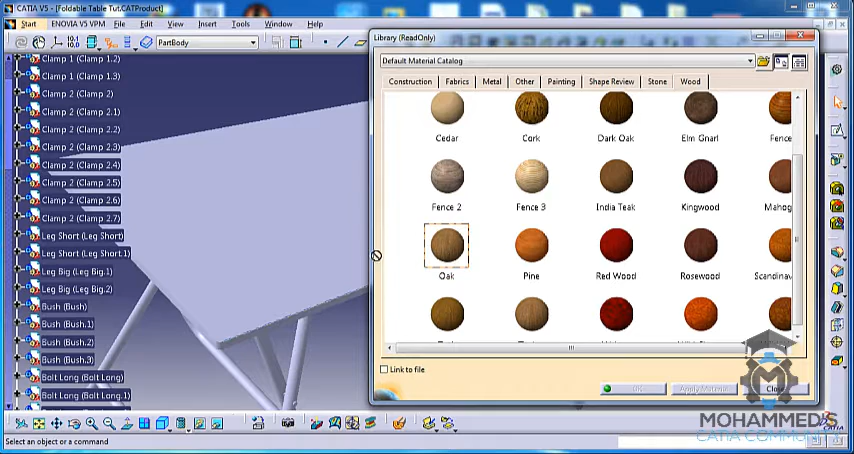 CATIA V5 - [Foldable Table Tut.CATProduct]
Start ENOVIA V5 VPM File Edit View Insert Tools Window Help
PartBody
Clamp 1 (Clamp 1.2)
Clamp 1 (Clamp 1.3)
Clamp 2 (Clamp 2)
Clamp 2 (Clamp 2.1)
Clamp 2 (Clamp 2.2)
Clamp 2 (Clamp 2.3)
Clamp 2 (Clamp 2.4)
Clamp 2 (Clamp 2.5)
Clamp 2 (Clamp 2.6)
Clamp 2 (Clamp 2.7)
Leg Short (Leg Short)
Leg Short (Leg Short.1)
Leg Big (Leg Big.1)
Leg Big (Leg Big.2)
Bush (Bush)
Bush (Bush.1)
Bush (Bush.2)
Bush (Bush.3)
Bolt Long (Bolt Long)
Bolt Long (Bolt Long.1)
Library (ReadOnly)
Default Material Catalog
Construction Fabrics Metal Other Painting Shape Review Stone Wood
Cedar Cork Dark Oak Elm Gnarl Fence
Fence 2 Fence 3 India Teak Kingwood Mahog
Oak Pine Red Wood Rosewood Scandinav
Link to file
OK Apply Material Close
MOHAMMED'S
CATIA COMM
Select an object or a command